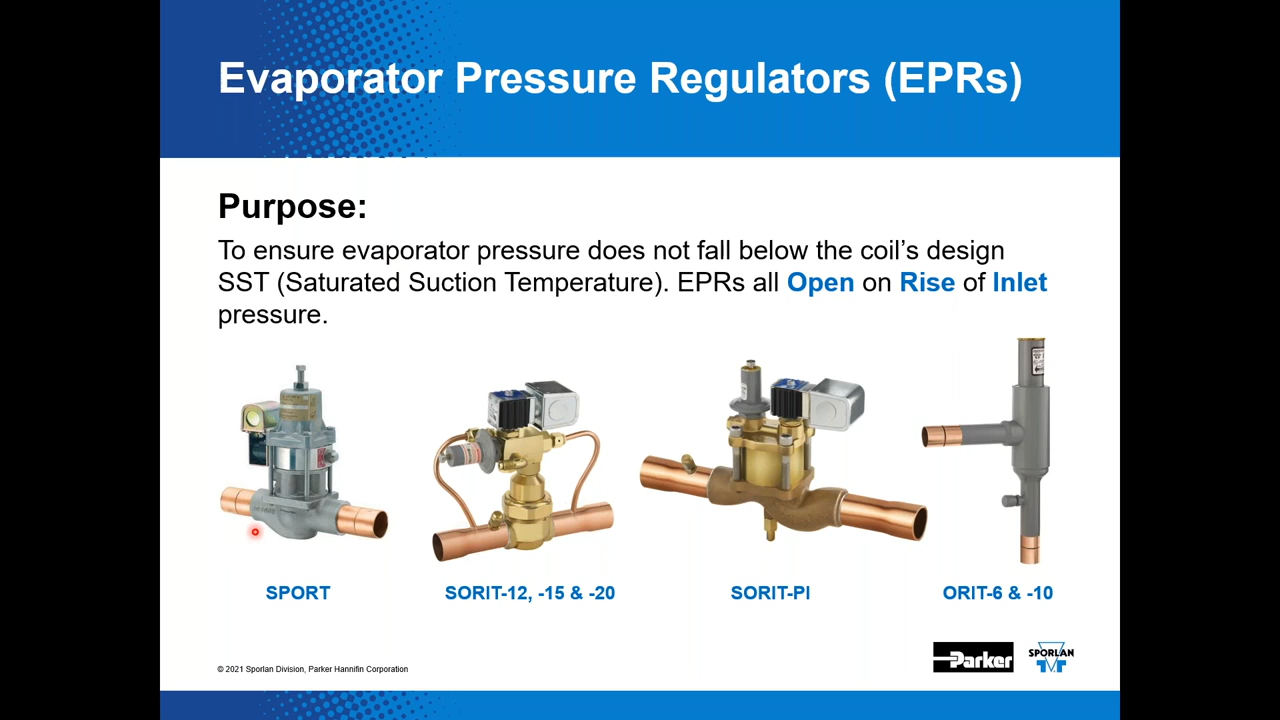 Evaporator Pressure Regulators (EPRs)
Purpose:
To ensure evaporator pressure does not fall below the coil’s design
SST (Saturated Suction Temperature). EPRs all Open on Rise of Inlet
pressure.
SPORT
SORIT-12, -15 & -20
SORIT-PI
ORIT-6 & -10
© 2021 Sporlan Division, Parker Hannifin Corporation
Parker
SPORLAN